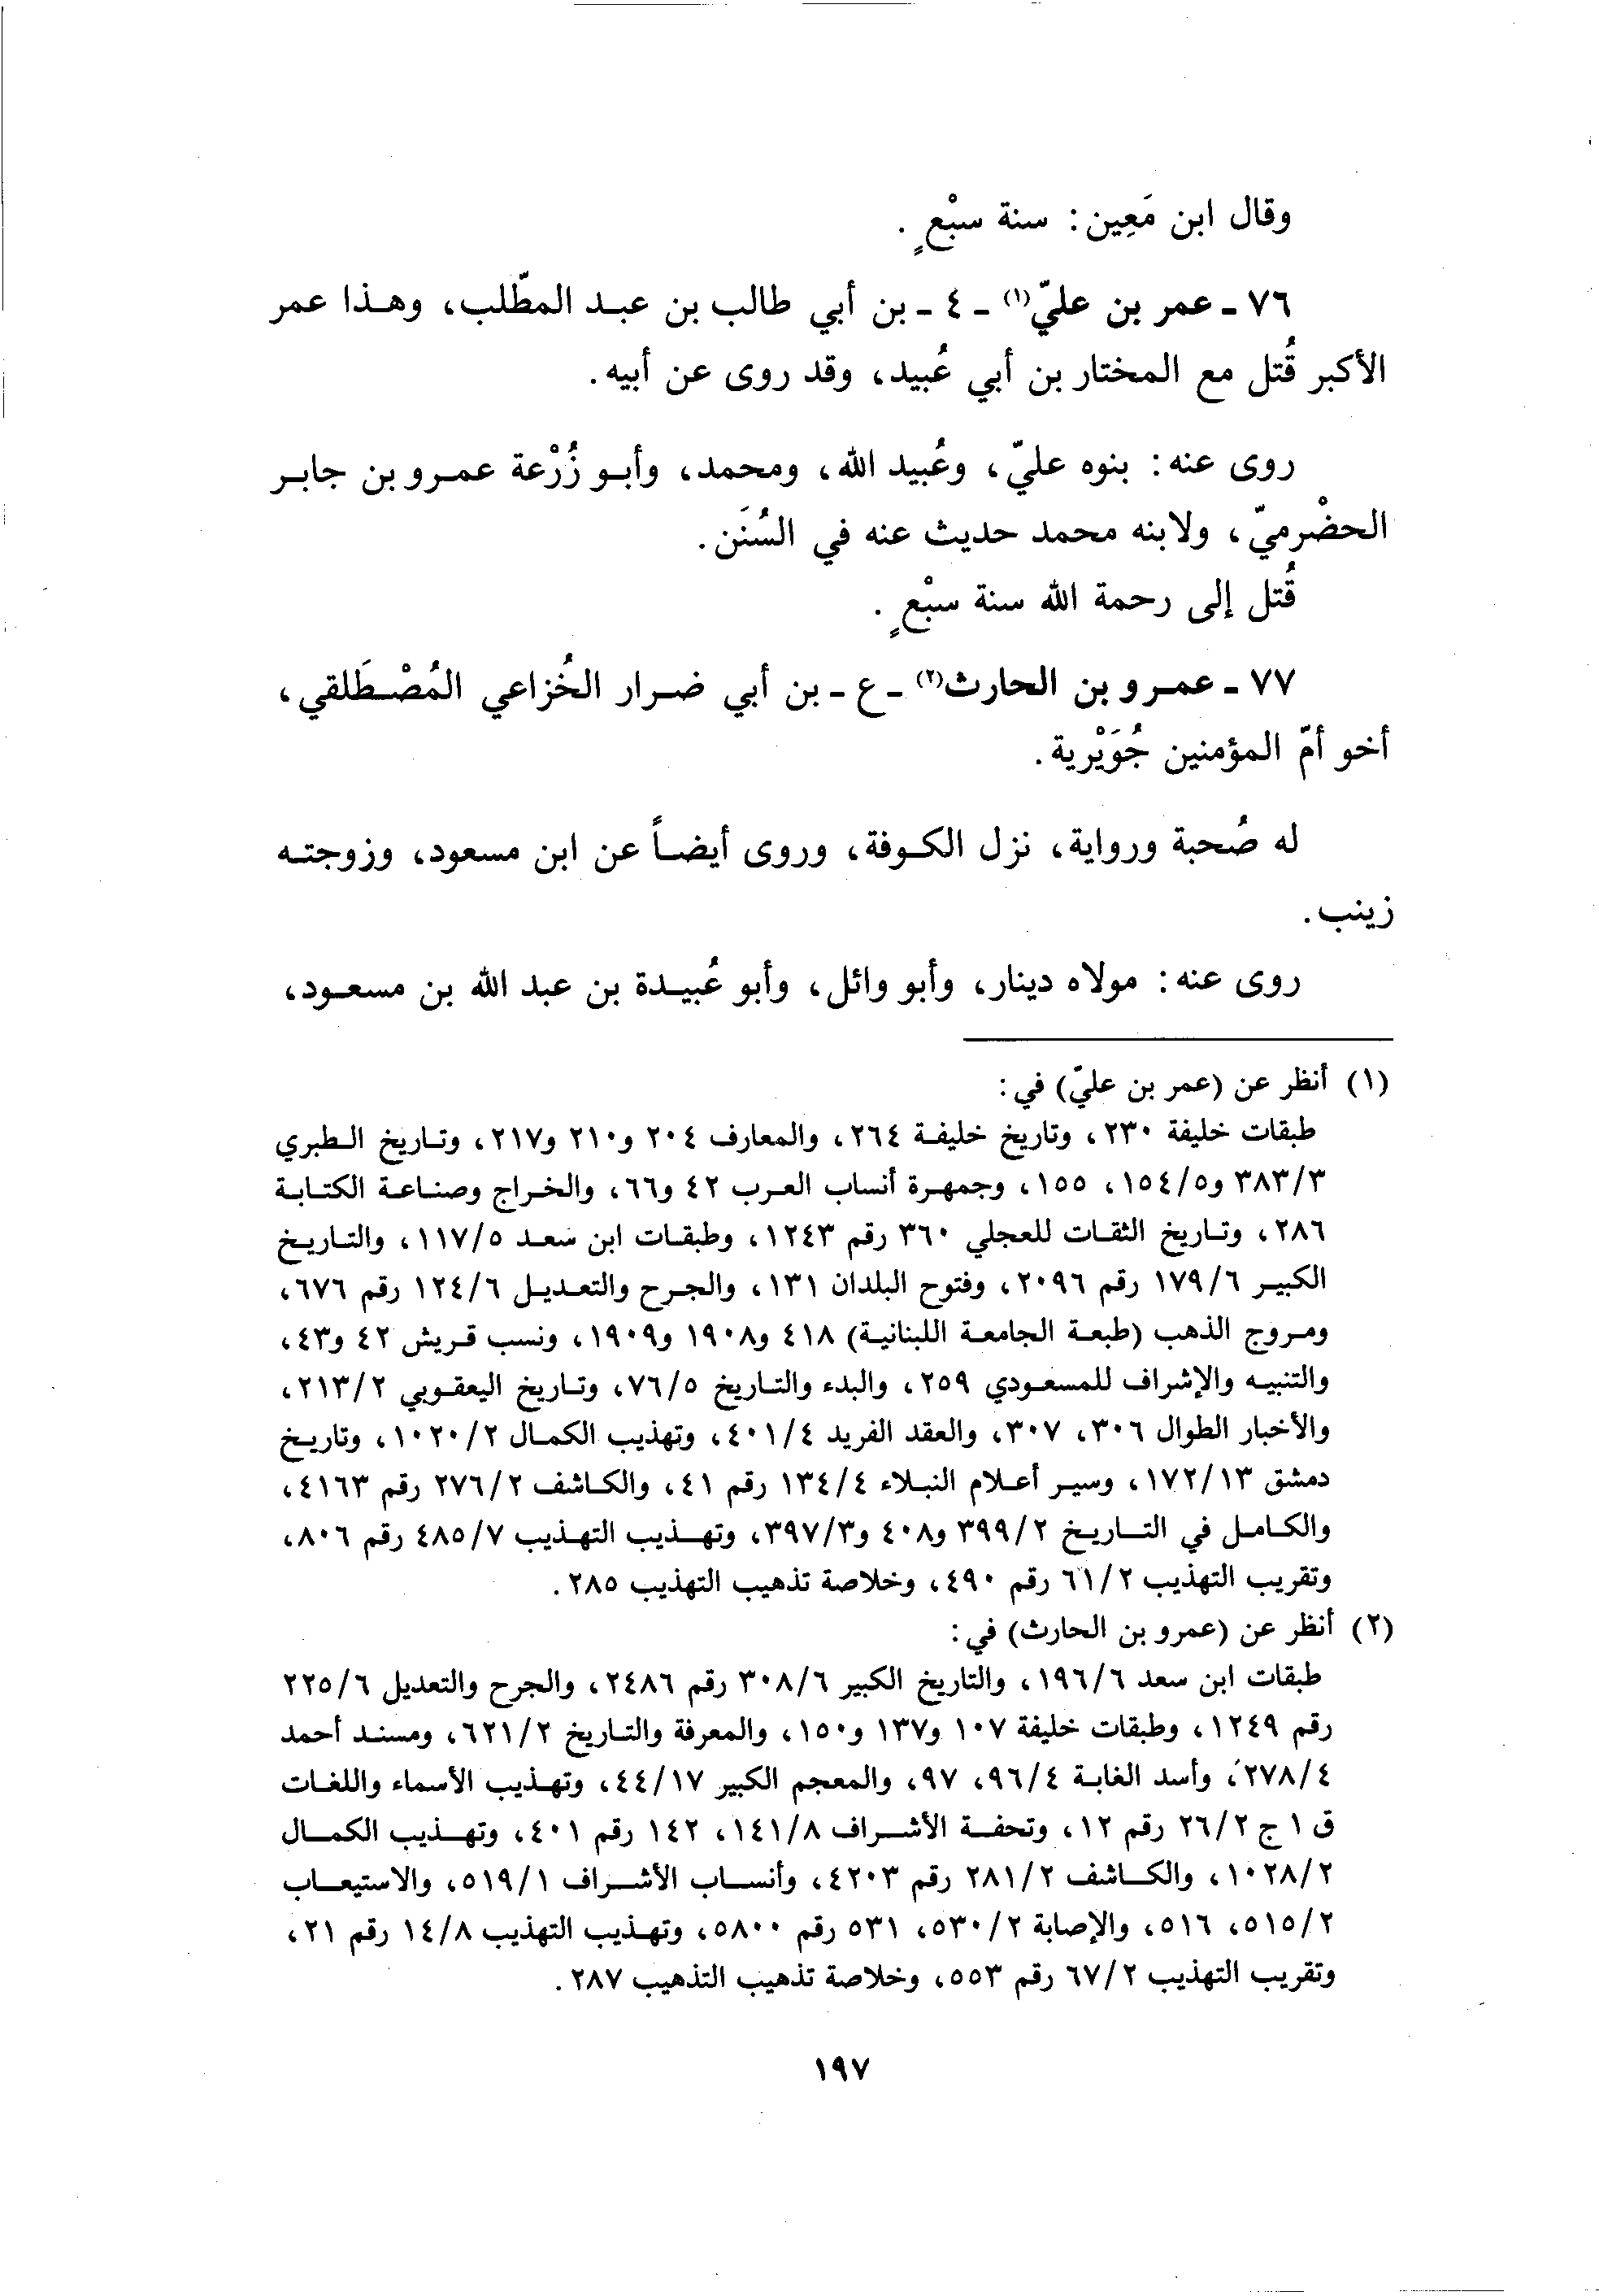 وقال ابن مَعِين: سنة سبْعٍ.
٧٦ ـ عمر بن عليّ(١) ـ ٤ ـ بن أبي طالب بن عبد المطّلب، وهذا عمر
الأكبر قُتل مع المختار بن أبي عُبيد، وقد روى عن أبيه.
روى عنه: بنوه عليّ، وعُبيد الله، ومحمد، وأبو زُرْعة عمرو بن جابر
الحضْرميّ، ولابنه محمد حديث عنه في السُنَن.
قُتل إلى رحمة الله سنة سبْعٍ.
٧٧ ـ عمرو بن الحارث(٢) ـ ع ـ بن أبي ضرار الخُزاعي المُصْطَلقي،
أخو أمّ المؤمنين جُوَيْرية.
له صُحبة ورواية، نزل الكوفة، وروى أيضاً عن ابن مسعود، وزوجته
زينب.
روى عنه: مولاه دينار، وأبو وائل، وأبو عُبيدة بن عبد الله بن مسعود،
(١) أنظر عن (عمر بن عليّ) في:
طبقات خليفة ٢٣٠، وتاريخ خليفة ٢٦٤، والمعارف ٢٠٤ و٢١٠ و٢١٧، وتاريخ الطبري
٣٨٣/٣ و١٥٤/٥، ١٥٥، وجمهرة أنساب العرب ٤٢ و٦٦، والخراج وصناعة الكتابة
٢٨٦، وتاريخ الثقات للعجلي ٣٦٠ رقم ١٢٤٣، وطبقات ابن سعد ١١٧/٥، والتاريخ
الكبير ١٧٩/٦ رقم ٢٠٩٦، وفتوح البلدان ١٣١، والجرح والتعديل ١٢٤/٦ رقم ٦٧٦،
ومروج الذهب (طبعة الجامعة اللبنانية) ٤١٨ و١٩٠٨ و١٩٠٩، ونسب قريش ٤٢ و٤٣،
والتنبيه والإشراف للمسعودي ٢٥٩، والبدء والتاريخ ٧٦/٥، وتاريخ اليعقوبي ٢١٣/٢،
والأخبار الطوال ٣٠٦، ٣٠٧، والعقد الفريد ٤٠١/٤، وتهذيب الكمال ١٠٢٠/٢، وتاريخ
دمشق ١٧٢/١٣، وسير أعلام النبلاء ١٣٤/٤ رقم ٤١، والكاشف ٢٧٦/٢ رقم ٤١٦٣،
والكامل في التاريخ ٣٩٩/٢ و٤٠٨ و٣٩٧/٣، وتهذيب التهذيب ٤٨٥/٧ رقم ٨٠٦،
وتقريب التهذيب ٦١/٢ رقم ٤٩٠، وخلاصة تذهيب التهذيب ٢٨٥.
(٢) أنظر عن (عمرو بن الحارث) في:
طبقات ابن سعد ١٩٦/٦، والتاريخ الكبير ٣٠٨/٦ رقم ٢٤٨٦، والجرح والتعديل ٢٢٥/٦
رقم ١٢٤٩، وطبقات خليفة ١٠٧ و١٣٧ و١٥٠، والمعرفة والتاريخ ٦٢١/٢، ومسند أحمد
٢٧٨/٤، وأسد الغابة ٩٦/٤، ٩٧، والمعجم الكبير ٤٤/١٧، وتهذيب الأسماء واللغات
ق ١ ج ٢٦/٢ رقم ١٢، وتحفة الأشراف ١٤١/٨، ١٤٢ رقم ٤٠١، وتهذيب الكمال
١٠٢٨/٢، والكاشف ٢٨١/٢ رقم ٤٢٠٣، وأنساب الأشراف ٥١٩/١، والاستيعاب
٥١٥/٢، ٥١٦، والإصابة ٥٣٠/٢، ٥٣١ رقم ٥٨٠٠، وتهذيب التهذيب ١٤/٨ رقم ٢١،
وتقريب التهذيب ٦٧/٢ رقم ٥٥٣، وخلاصة تذهيب التذهيب ٢٨٧.
١٩٧